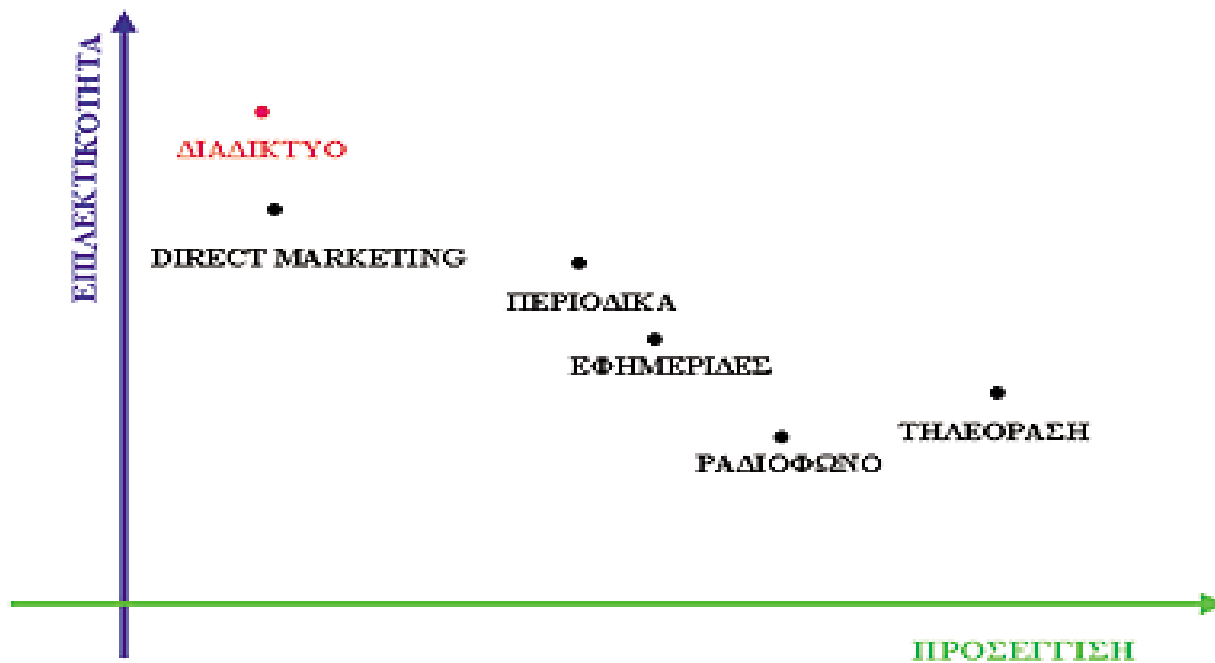 ΕΠΙΛΕΚΤΙΚΟΤΗΤΑ
ΔΙΑΔΙΚΤΥΟ
DIRECT MARKETING
ΠΕΡΙΟΔΙΚΑ
ΕΦΗΜΕΡΙΔΕΣ
ΤΗΛΕΟΡΑΣΗ
ΡΑΔΙΟΦΩΝΟ
ΠΡΟΣΕΓΓΙΣΗ